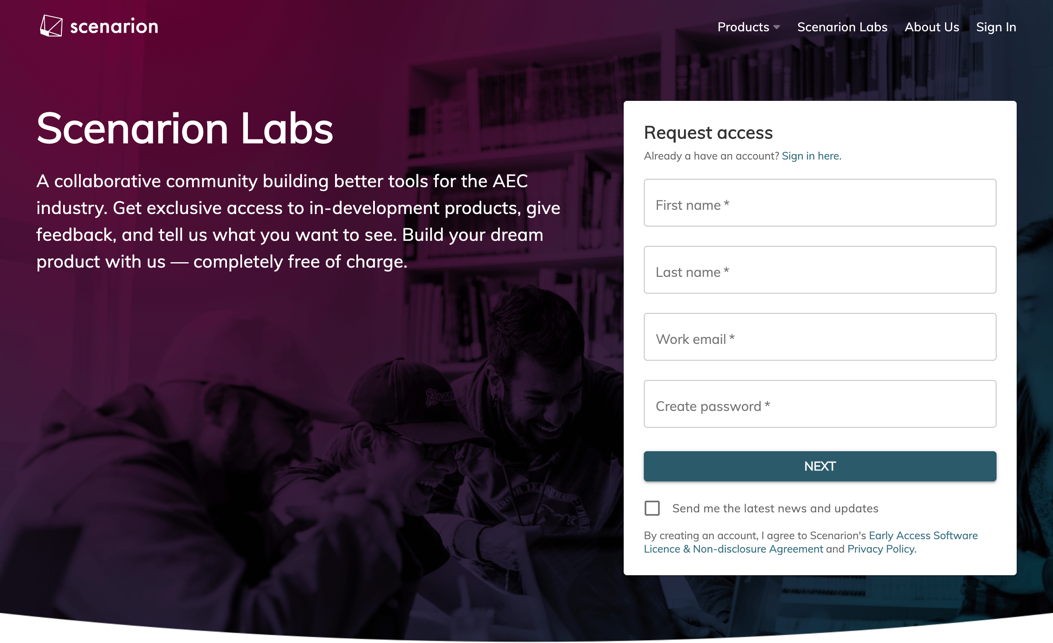 scenarion
Products Scenarion Labs About Us Sign In
Scenarion Labs
A collaborative community building better tools for the AEC
industry. Get exclusive access to in-development products, give
feedback, and tell us what you want to see. Build your dream
product with us — completely free of charge.
Request access
Already a have an account? Sign in here.
First name *
Last name *
Work email *
Create password *
NEXT
Send me the latest news and updates
By creating an account, I agree to Scenarion's Early Access Software
Licence & Non-disclosure Agreement and Privacy Policy.